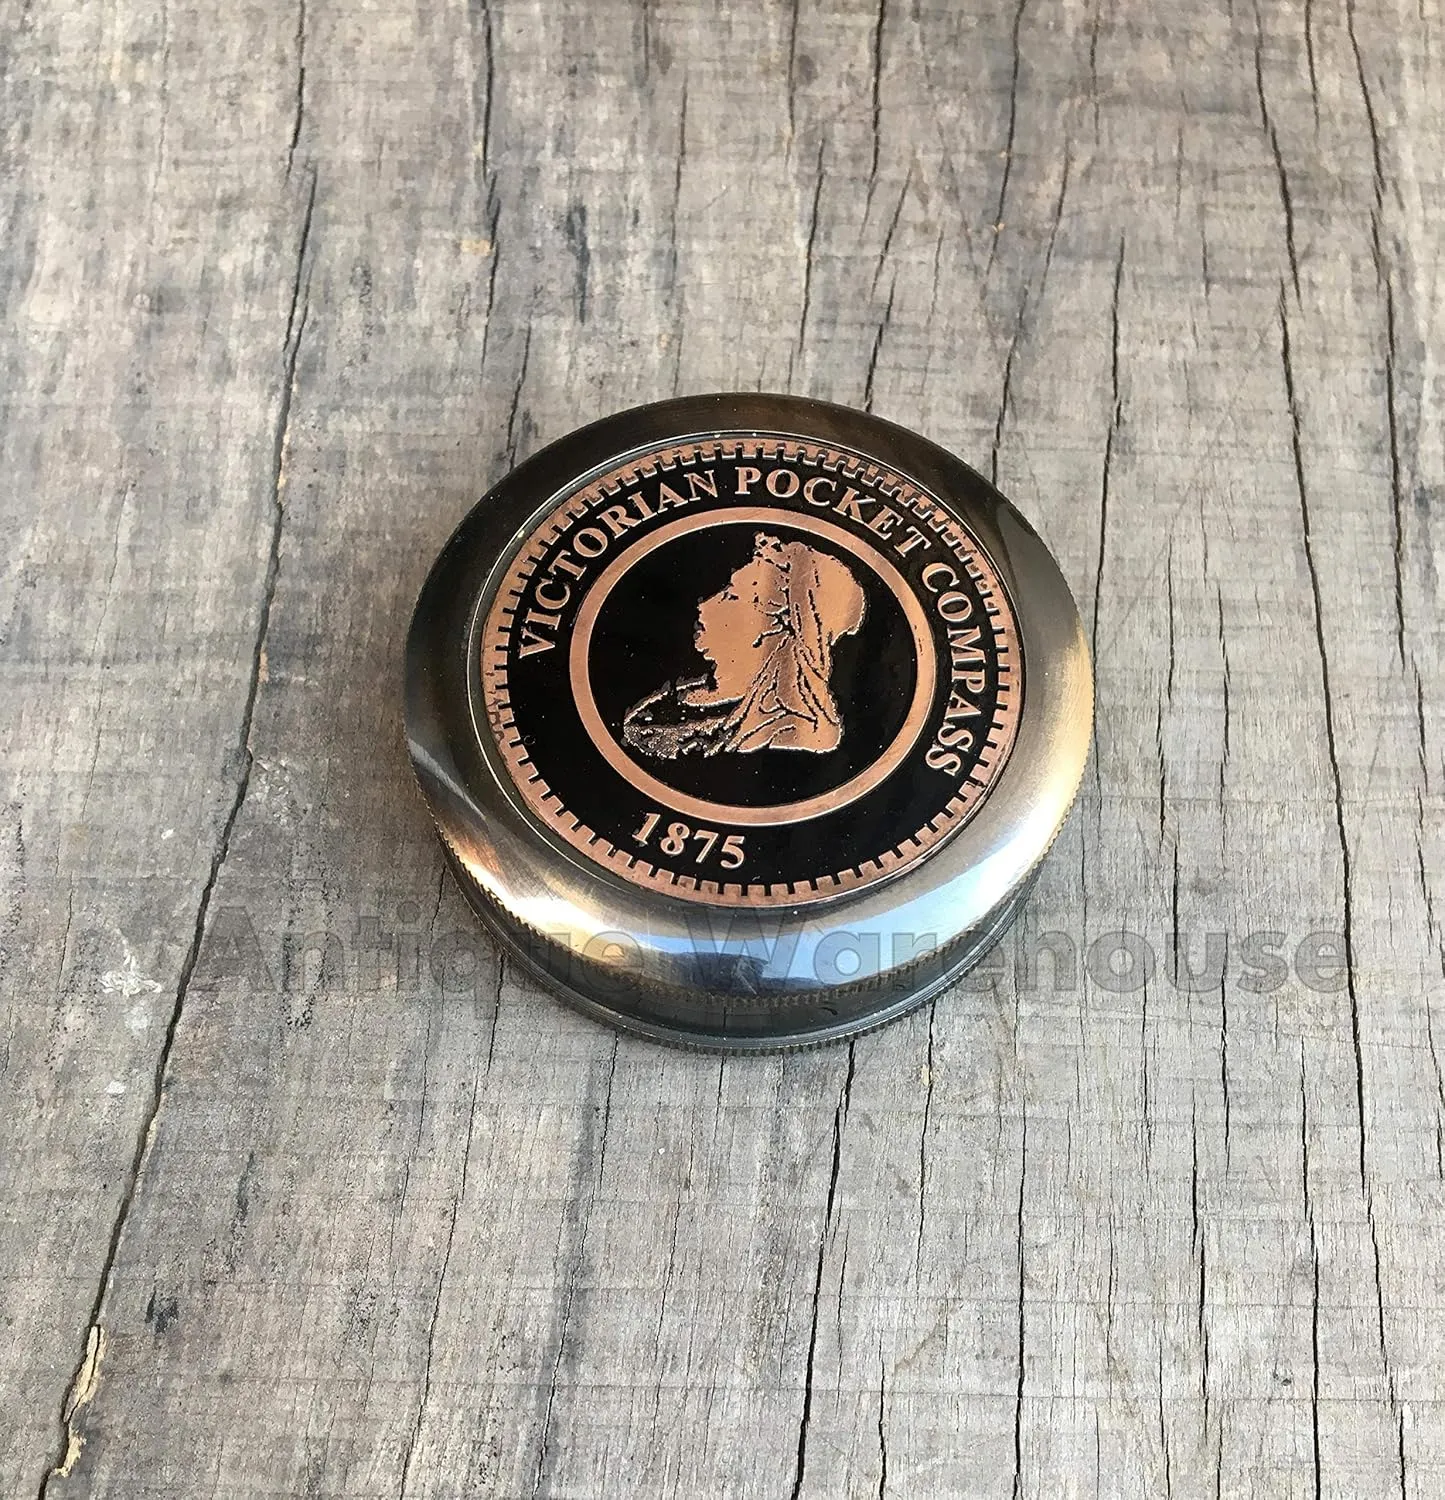 VICTORIAN POCKET COMPASS
1875
Antique Warehouse